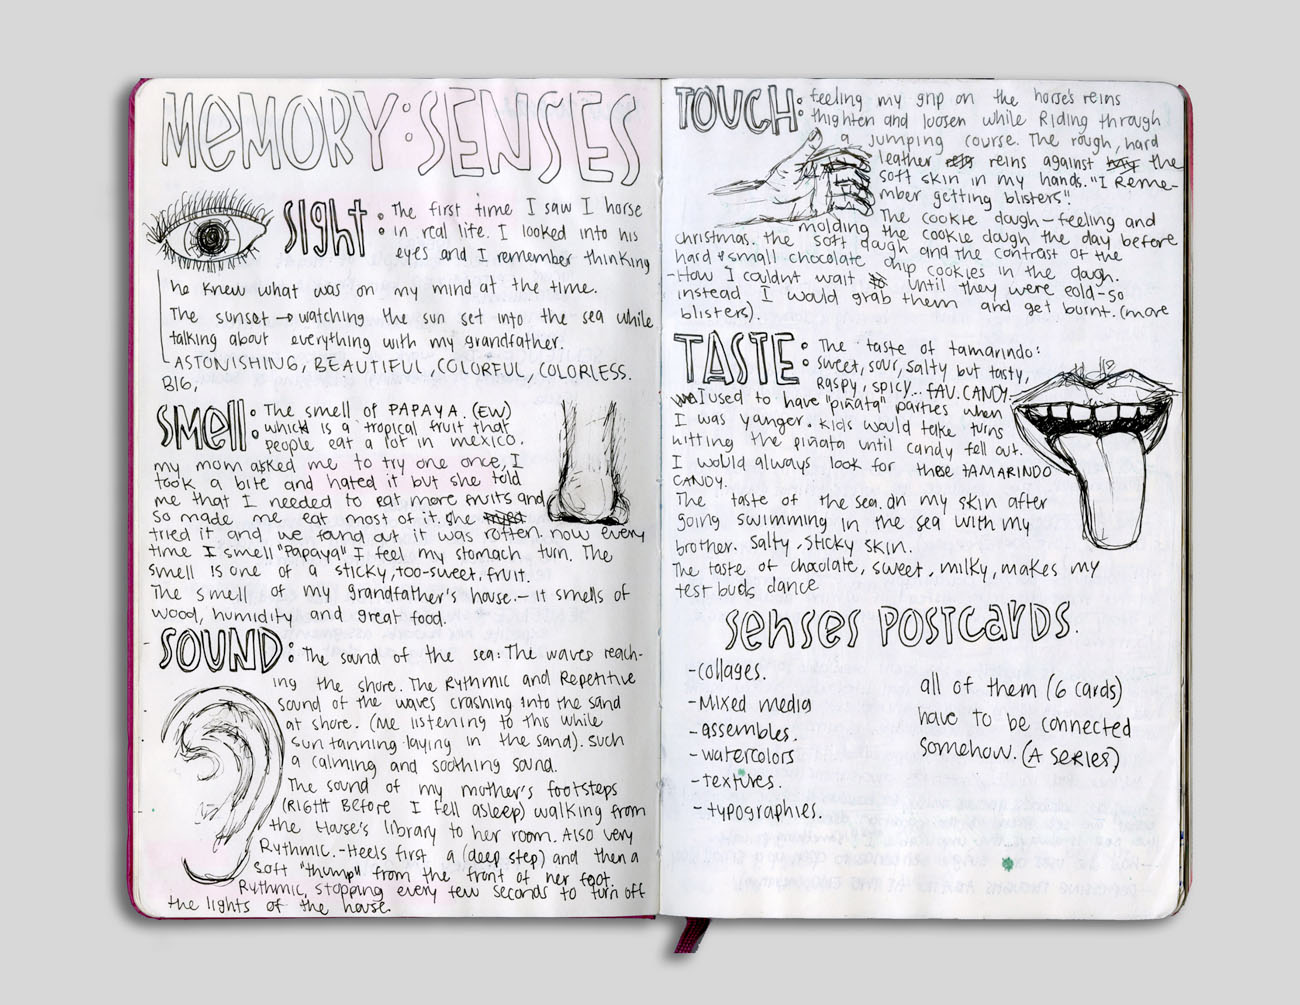 MEMORY: SENSES
Sight: The first time I saw I horse
in real life. I looked into his
eyes and I remember thinking
he knew what was on my mind at the time.
The sunset → watching the sun set into the sea while
talking about everything with my grandfather.
- ASTONISHING, BEAUTIFUL, COLORFUL, COLORLESS.
BIG,
Smell: The smell of PAPAYA. (EW)
which is a tropical fruit that
people eat a lot in mexico.
my mom asked me to try one once, I
took a bite and hated it but she told
me that I needed to eat more fruits and
so made me eat most of it. She
tried it and we found out it was rotten. now every
time I smell "Papaya" I feel my stomach turn. The
smell is one of a sticky, too-sweet, fruit.
The smell of my grandfather's house. - it smells of
wood, humidity and great food.
SOUND: The sound of the sea: The waves reach-
ing the shore. The Rythmic and Repetitive
sound of the waves crashing into the sand
at shore. (Me listening to this while
sun tanning laying in the sand). such
a calming and soothing sound.
The sound of my mother's footsteps
(RIGHT BEFORE I fell asleep) walking from
the House's library to her room. Also very
Rythmic. - Heels first a (deep step) and then a
soft "thump" from the front of her foot.
Rythmic, stopping every few seconds to turn off
the lights of the house.
TOUCH: feeling my grip on the horse's reins
thighten and loosen while Riding through
a jumping course. The rough, hard
leather reins against the
soft skin in my hands. "I Reme-
mber getting blisters".
The cookie dough - feeling and
molding the cookie dough the day before
christmas. the soft dough and the contrast of the
hard & small chocolate chip cookies in the dough.
- How I couldnt wait until they were cold - so
instead I would grab them and get burnt. (more
blisters).
TASTE: The taste of tamarindo:
sweet, sour, salty but tasty,
Raspy, spicy... FAV. CANDY.
I used to have "piñata" parties when
I was yanger. Kids would take turns
hitting the piñata until candy fell out.
I would always look for these TAMARINDO
CANDY.
The taste of the sea on my skin after
going swimming in the sea with my
brother. Salty, sticky skin.
The taste of chocolate, sweet, milky, makes my
test buds dance
Senses POSTCARDS.
- collages.
- Mixed media
- assembles.
- watercolors
- textures.
- typographies.
all of them (6 cards)
have to be connected
somehow. (A SERIES)